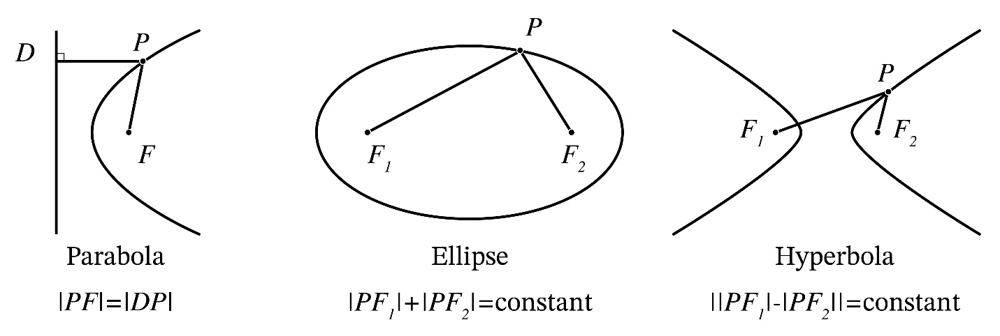 D P F
P F₁ F₂
P F₁ F₂
Parabola Ellipse Hyperbola
|PF|=|DP| |PF₁|+|PF₂|=constant ||PF₁|-|PF₂||=constant